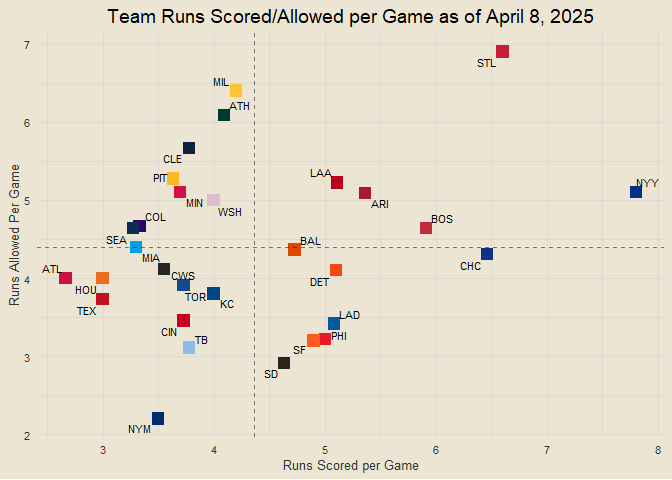 Team Runs Scored/Allowed per Game as of April 8, 2025
7
STL
MIL
ATH
6
CLE
PIT
LAA
NYY
MIN
ARI
5
WSH
COL
BOS
SEA
BAL
MIA
CHC
ATL
CWS
DET
4
HOU
TOR
KC
TEX
LAD
CIN
TB
PHI
SF
3
SD
NYM
2
3
4
5
6
7
8
Runs Scored per Game
Runs Allowed Per Game